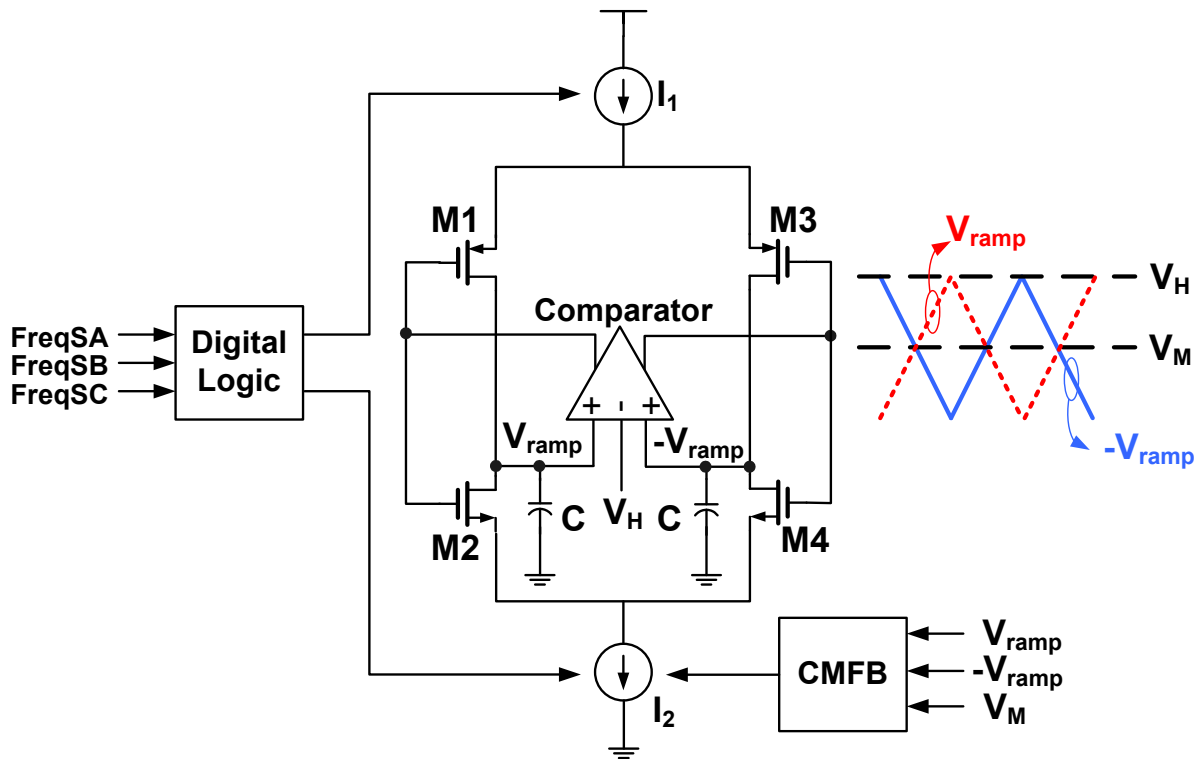 I1
M1
M3
Vramp
VH
Comparator
FreqSA
FreqSB
FreqSC
Digital
Logic
VM
+ - +
Vramp
-Vramp
-Vramp
C
VH
C
M2
M4
Vramp
CMFB
-Vramp
VM
I2